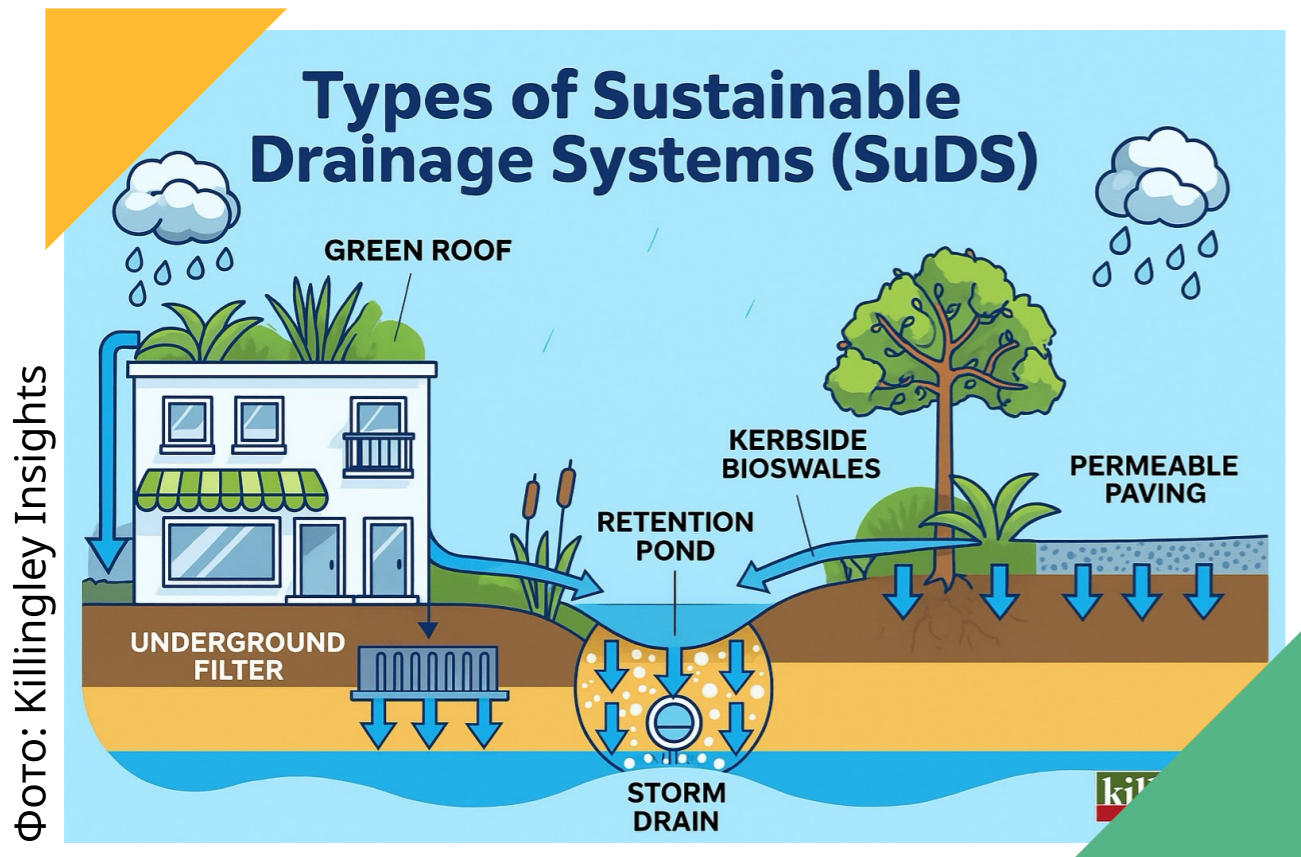 Types of Sustainable
Drainage Systems (SuDS)
GREEN ROOF
KERBSIDE
BIOSWALES
PERMEABLE
PAVING
RETENTION
POND
UNDERGROUND
FILTER
STORM
DRAIN
Фото: Killingley Insights